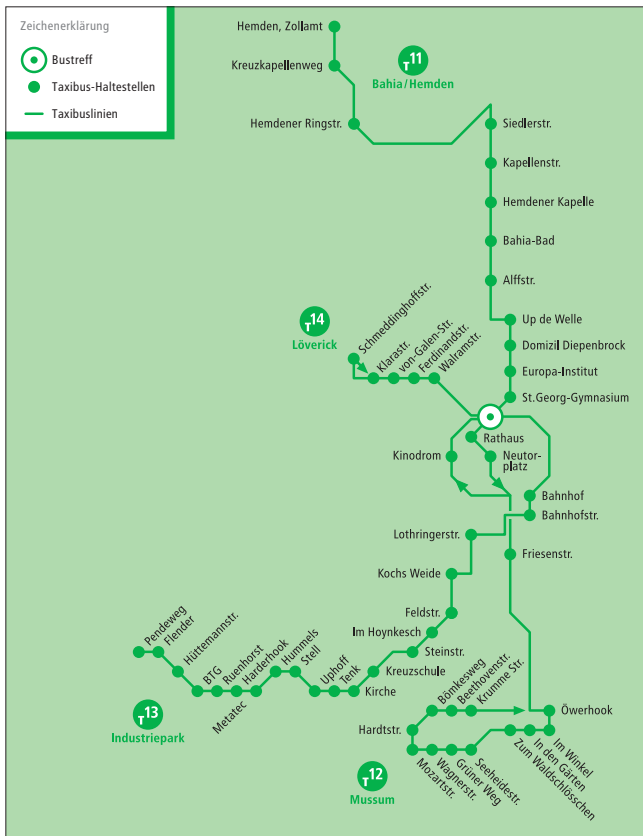 Zeichenerklärung
Bustreff
Taxibus-Haltestellen
Taxibuslinien
Hemden, Zollamt
Kreuzkapellenweg
T11
Bahia/Hemden
Hemdener Ringstr.
Siedlerstr.
Kapellenstr.
Hemdener Kapelle
Bahia-Bad
Alffstr.
Up de Welle
Domizil Diepenbrock
Europa-Institut
St.Georg-Gymnasium
T14
Löverick
Schmeddinghoffstr.
Klarastr.
von-Galen-Str.
Ferdinandstr.
Walramstr.
Rathaus
Kinodrom
Neutor-
platz
Bahnhof
Bahnhofstr.
Lothringerstr.
Friesenstr.
Kochs Weide
Feldstr.
Im Hoynkesch
Steinstr.
Kreuzschule
Kirche
Tenk
Uphoff
Stell
Hummels
Metatec
Harderhook
Ruenhorst
BTG
Hüttemannstr.
Flender
Pendeweg
T13
Industriepark
Bömkesweg
Beethovenstr.
Krumme Str.
Öwerhook
Hardtstr.
Im Winkel
In den Gärten
Zum Waldschlösschen
Seeheidestr.
Grüner Weg
Wagnerstr.
Mozartstr.
T12
Mussum